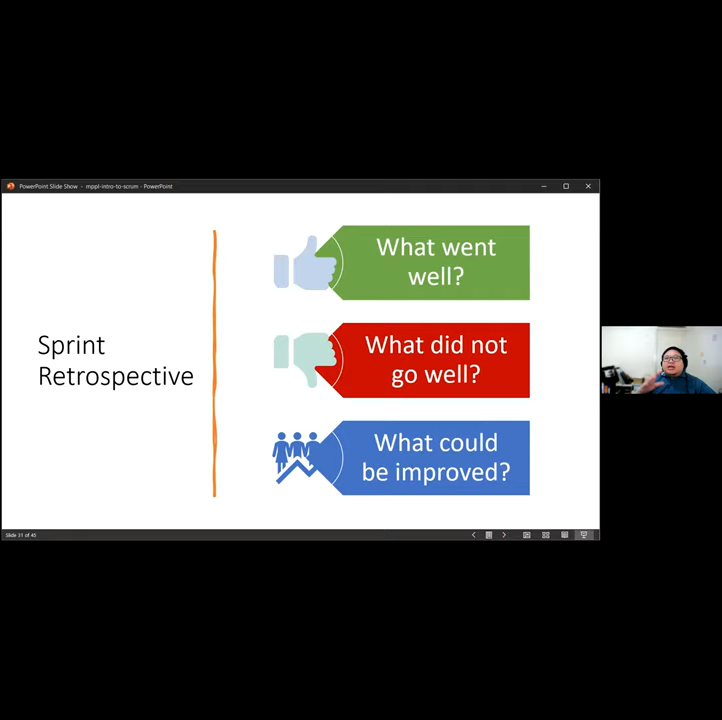 PowerPoint Slide Show - mppl-intro-to-scrum - PowerPoint
What went
well?
Sprint
Retrospective
What did not
go well?
What could
be improved?
Slide 31 of 45